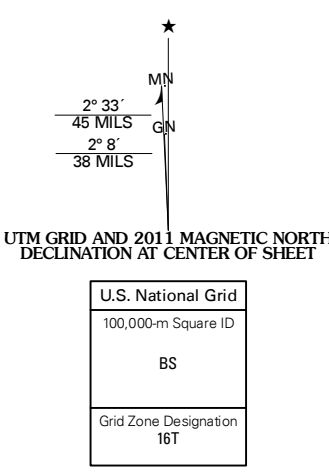 ★
MN
2° 33´
45 MILS
GN
2° 8´
38 MILS
UTM GRID AND 2011 MAGNETIC NORTH
DECLINATION AT CENTER OF SHEET
U.S. National Grid
100,000-m Square ID
BS
Grid Zone Designation
16T